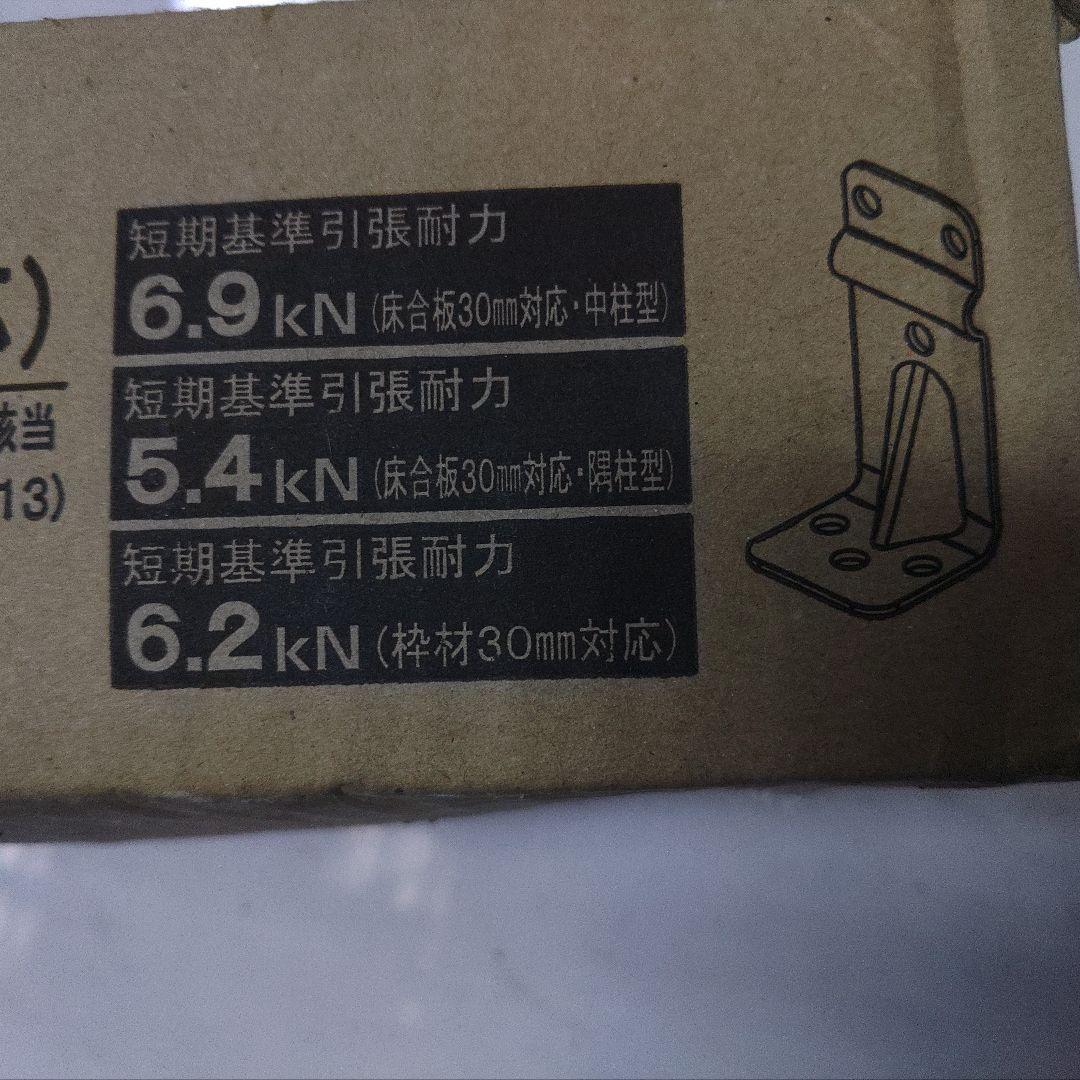 短期基準引張耐力
6.9kN(床合板30mm対応・中柱型)
短期基準引張耐力
5.4kN(床合板30mm対応・隅柱型)
短期基準引張耐力
6.2kN(枠材30mm対応)
)
該当
13)